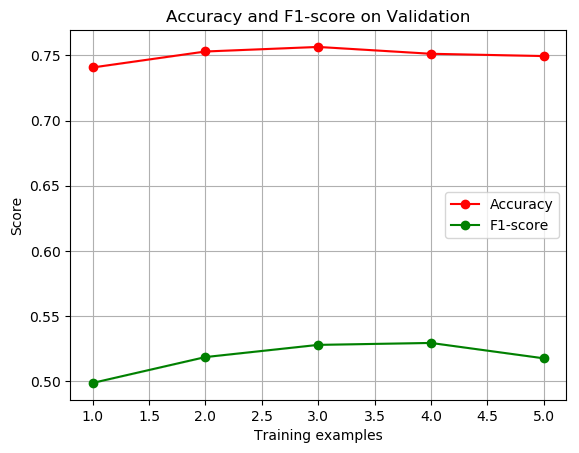 Accuracy and F1-score on Validation
0.75
0.70
0.65
0.60
0.55
0.50
Score
Accuracy
F1-score
1.0 1.5 2.0 2.5 3.0 3.5 4.0 4.5 5.0
Training examples